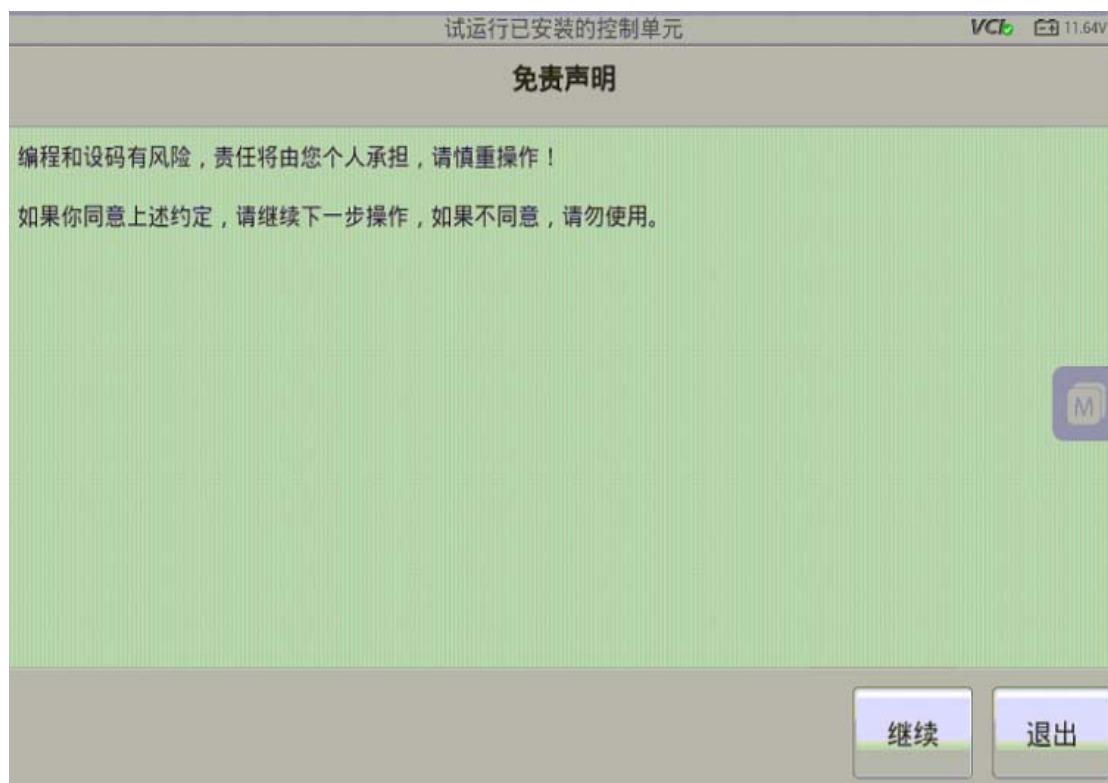 试运行已安装的控制单元 VCI 11.64V
免责声明
编程和设码有风险，责任将由您个人承担，请慎重操作！
如果你同意上述约定，请继续下一步操作，如果不同意，请勿使用。
M
继续 退出